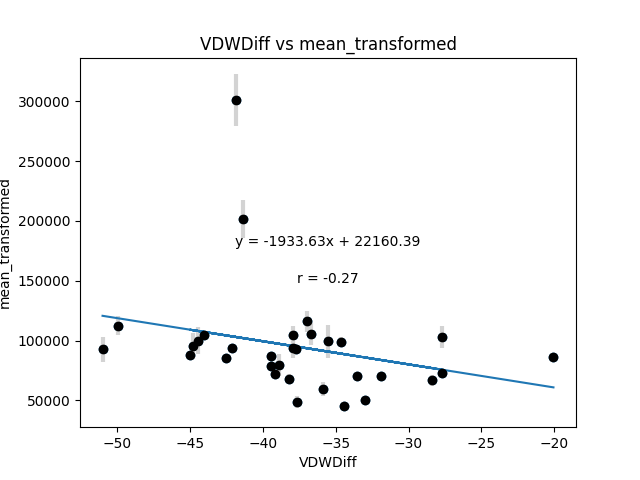 VDWDiff vs mean_transformed
mean_transformed
300000
250000
200000
150000
100000
50000
y = -1933.63x + 22160.39
r = -0.27
−50 −45 −40 −35 −30 −25 −20
VDWDiff